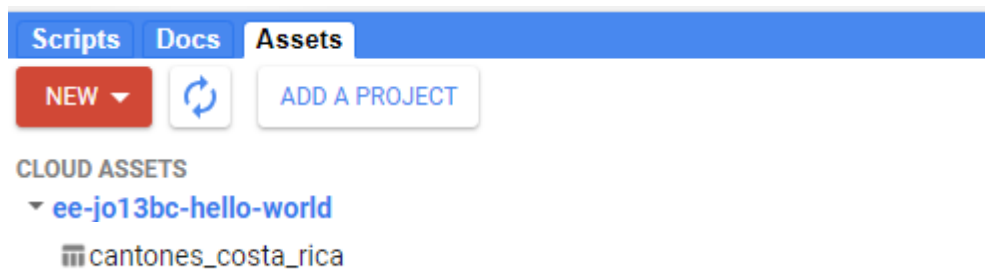 Scripts Docs Assets
NEW ADD A PROJECT
CLOUD ASSETS
ee-jo13bc-hello-world
cantones_costa_rica